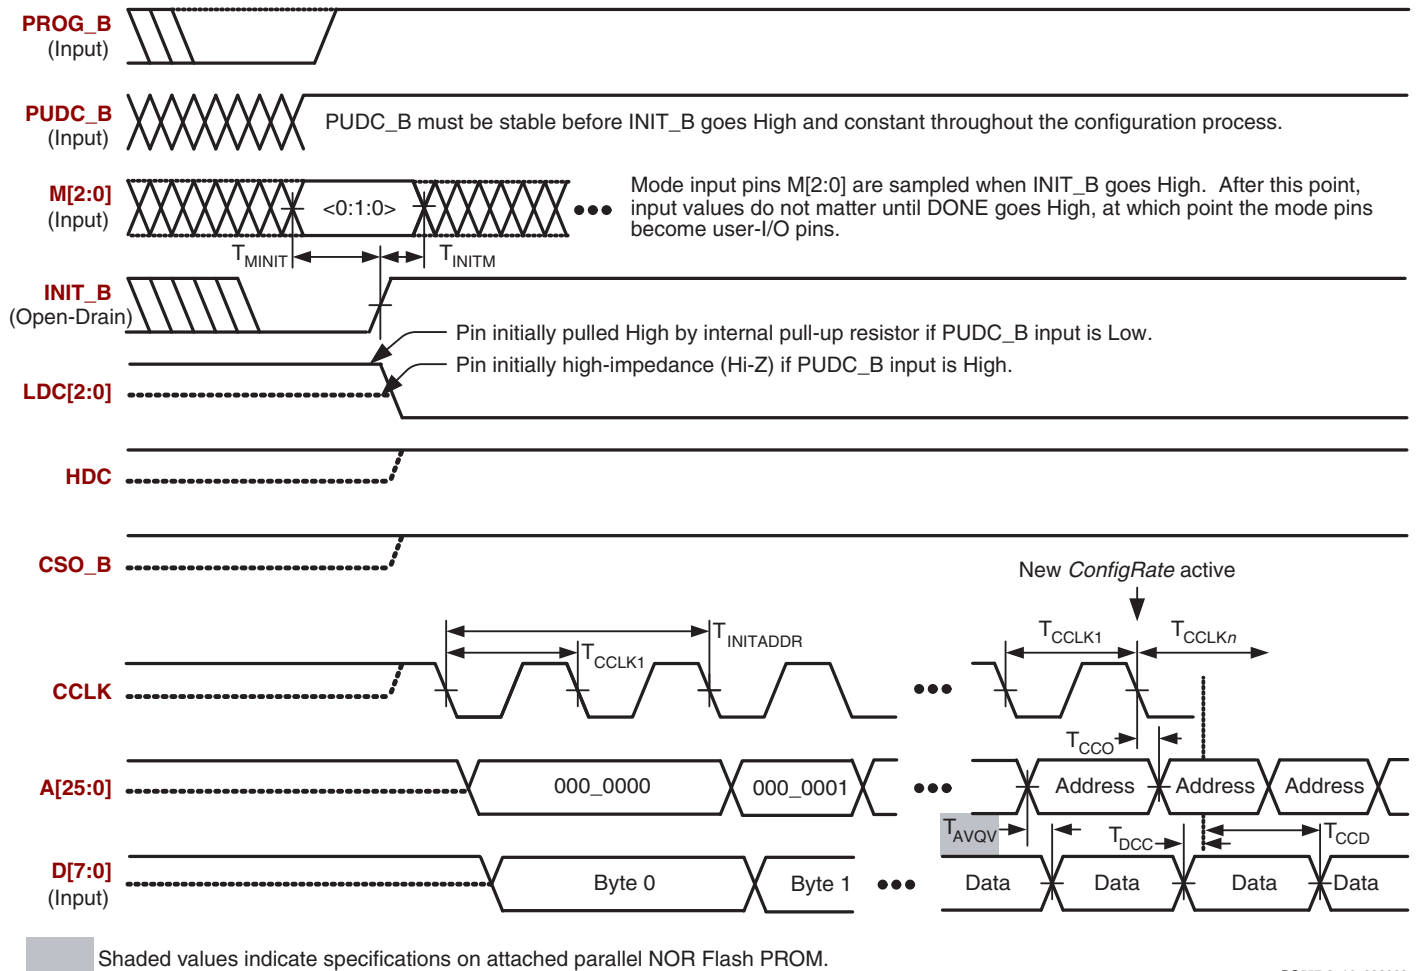 PROG_B
(Input)
PUDC_B
(Input)
PUDC_B must be stable before INIT_B goes High and constant throughout the configuration process.
M[2:0]
(Input)
<0:1:0>
Mode input pins M[2:0] are sampled when INIT_B goes High. After this point,
input values do not matter until DONE goes High, at which point the mode pins
become user-I/O pins.
TMINIT
TINITM
INIT_B
(Open-Drain)
Pin initially pulled High by internal pull-up resistor if PUDC_B input is Low.
Pin initially high-impedance (Hi-Z) if PUDC_B input is High.
LDC[2:0]
HDC
CSO_B
New ConfigRate active
TINITADDR
TCCLK1
TCCLK1
TCCLKn
CCLK
TCCO
A[25:0]
000_0000
000_0001
Address
Address
Address
TAVQV
TDCC
TCCD
D[7:0]
(Input)
Byte 0
Byte 1
Data
Data
Data
Data
Shaded values indicate specifications on attached parallel NOR Flash PROM.